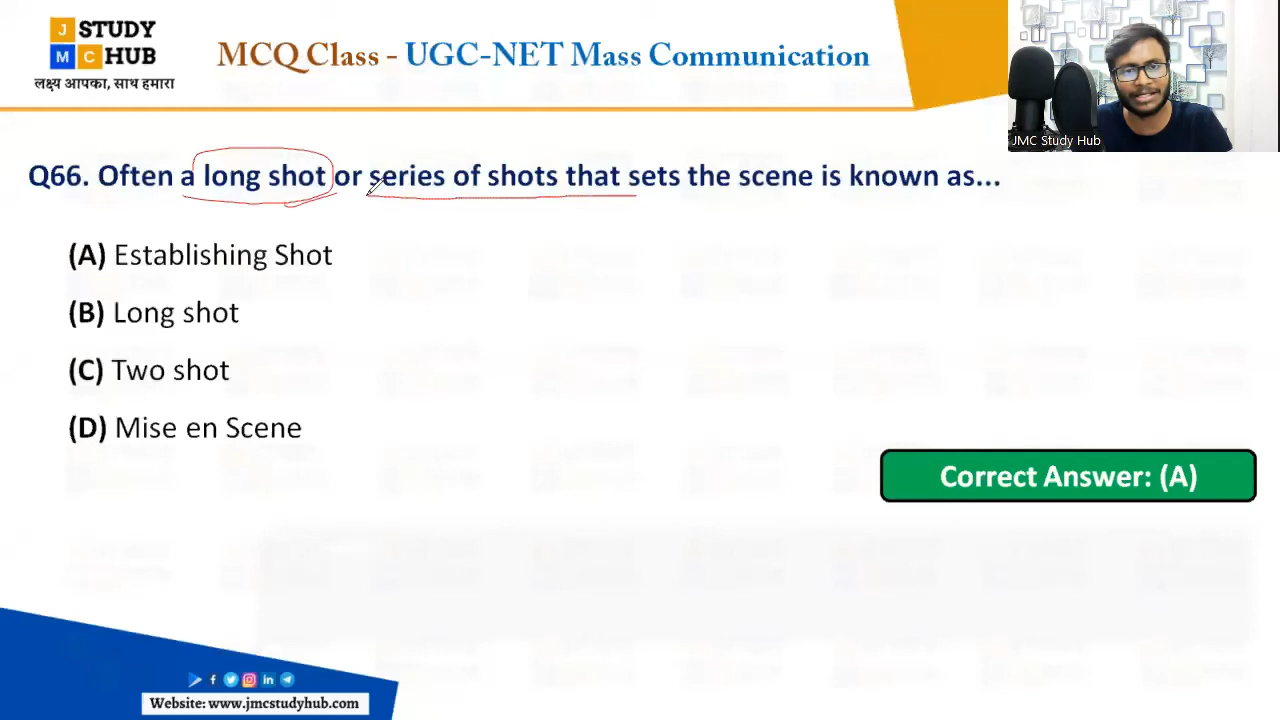 J STUDY
M C HUB
लक्ष्य आपका, साथ हमारा
MCQ Class - UGC-NET Mass Communication
JMC Study Hub
Q66. Often a long shot or series of shots that sets the scene is known as...
(A) Establishing Shot
(B) Long shot
(C) Two shot
(D) Mise en Scene
Correct Answer: (A)
Website: www.jmcstudyhub.com